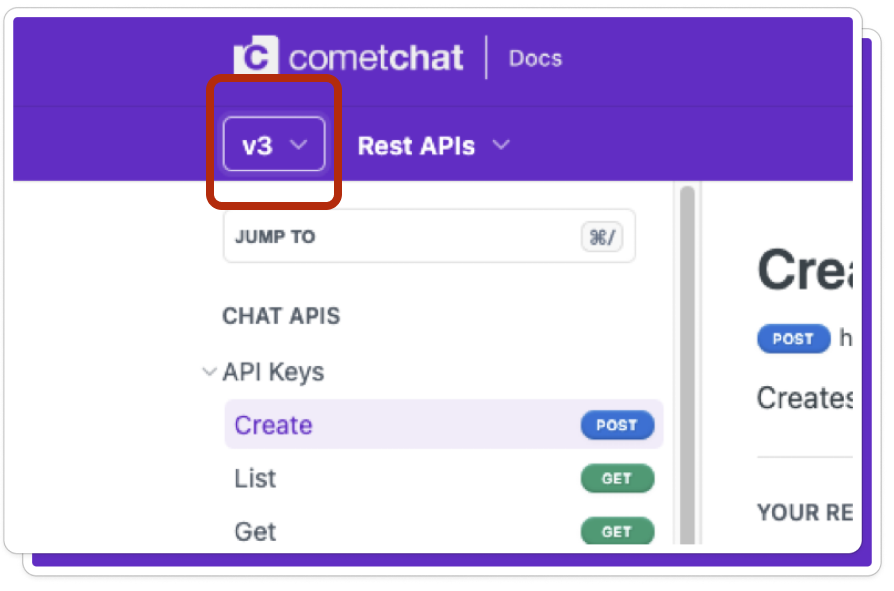 cometchat Docs
v3 Rest APIs
JUMP TO ⌘/
CHAT APIS
API Keys
Create POST
List GET
Get GET
POST
Creates
YOUR RE